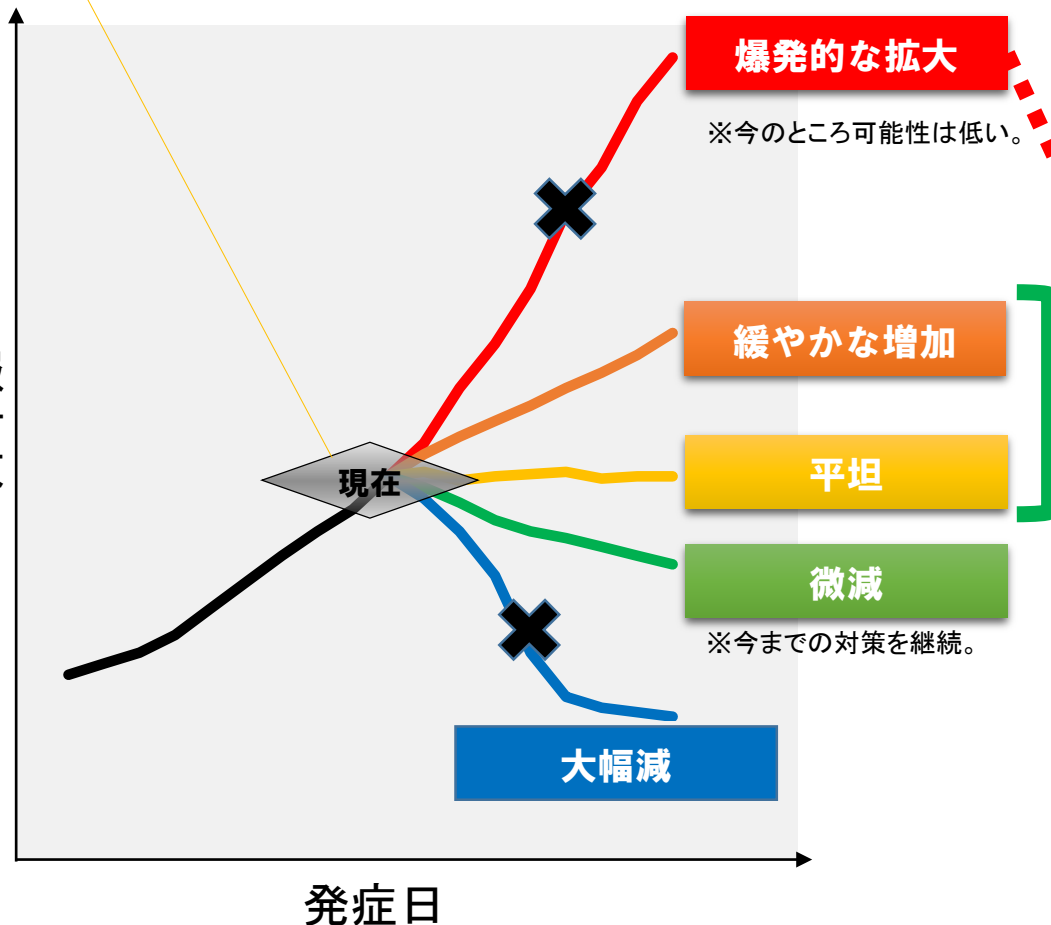 爆発的な拡大
※今のところ可能性は低い。
緩やかな増加
現在
平坦
微減
※今までの対策を継続。
大幅減
発症日